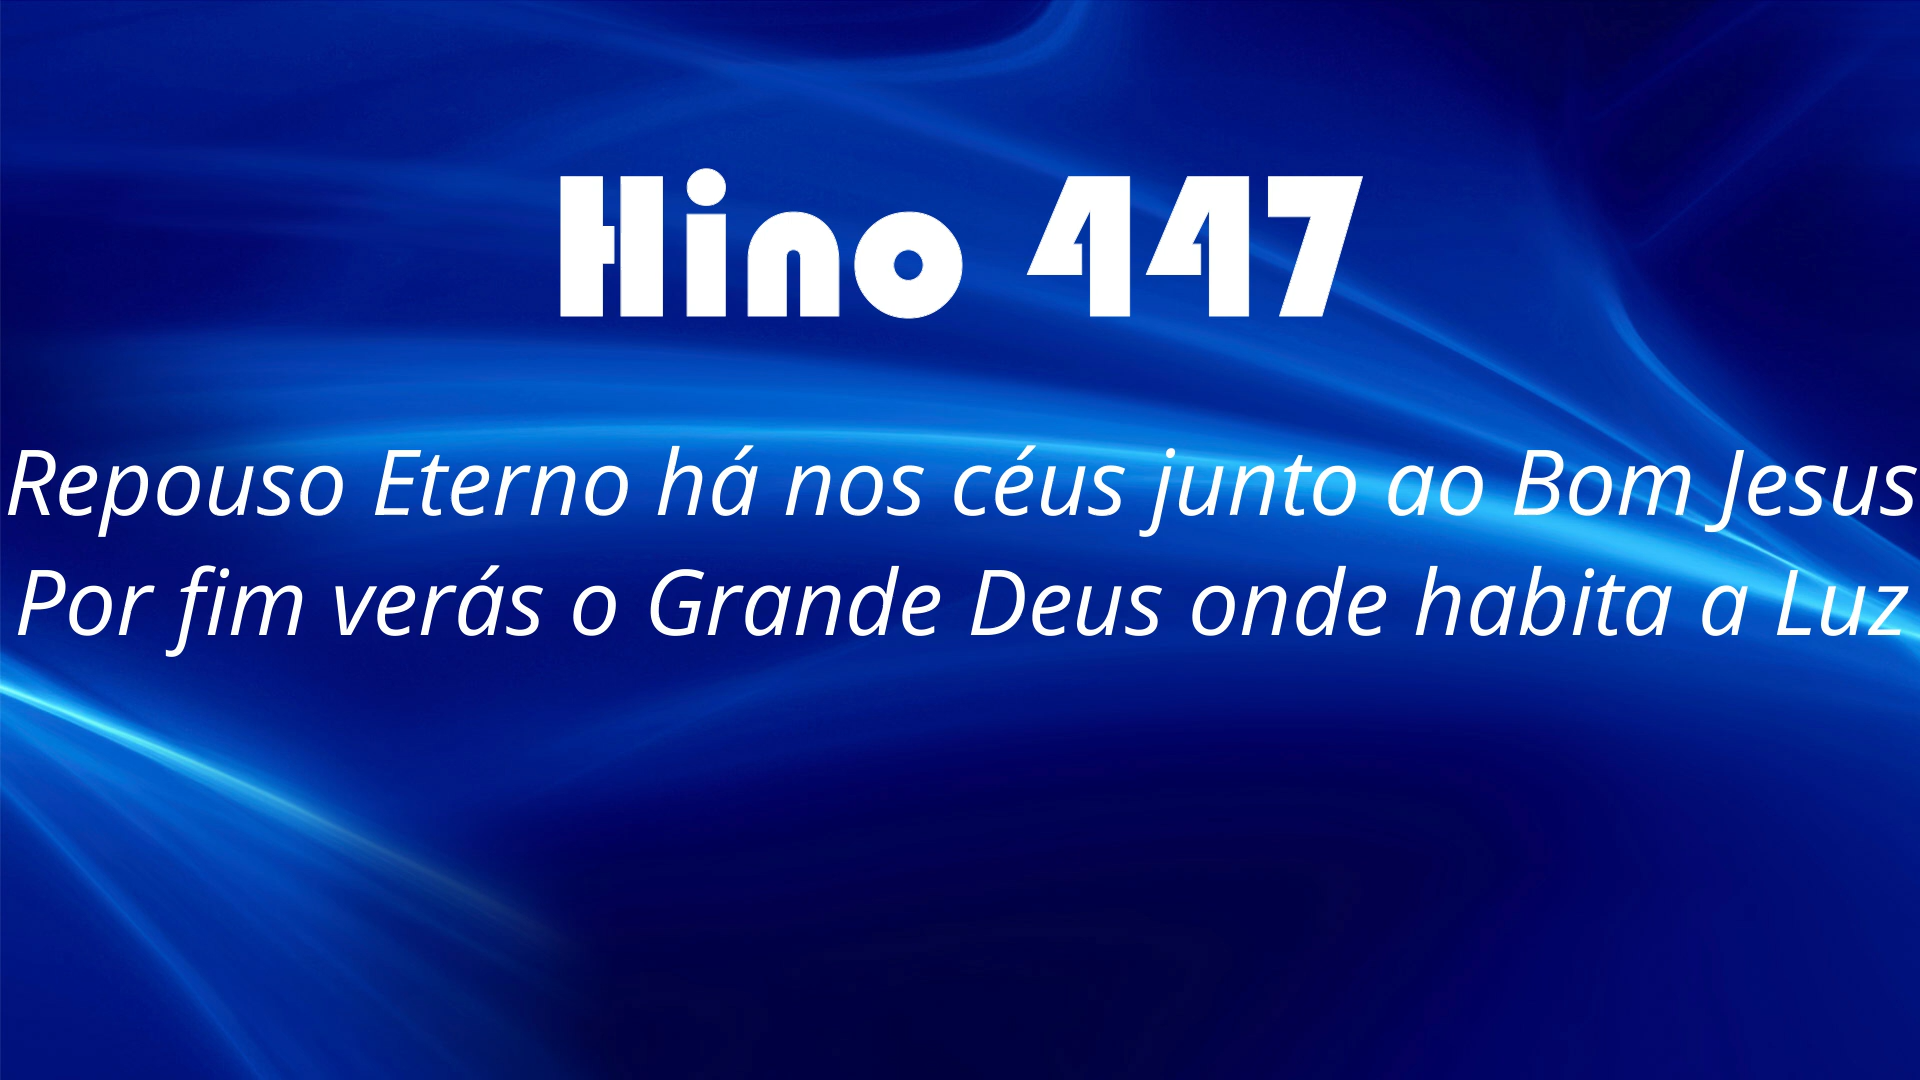 Hino 447
Repouso Eterno há nos céus junto ao Bom Jesus
Por fim verás o Grande Deus onde habita a Luz